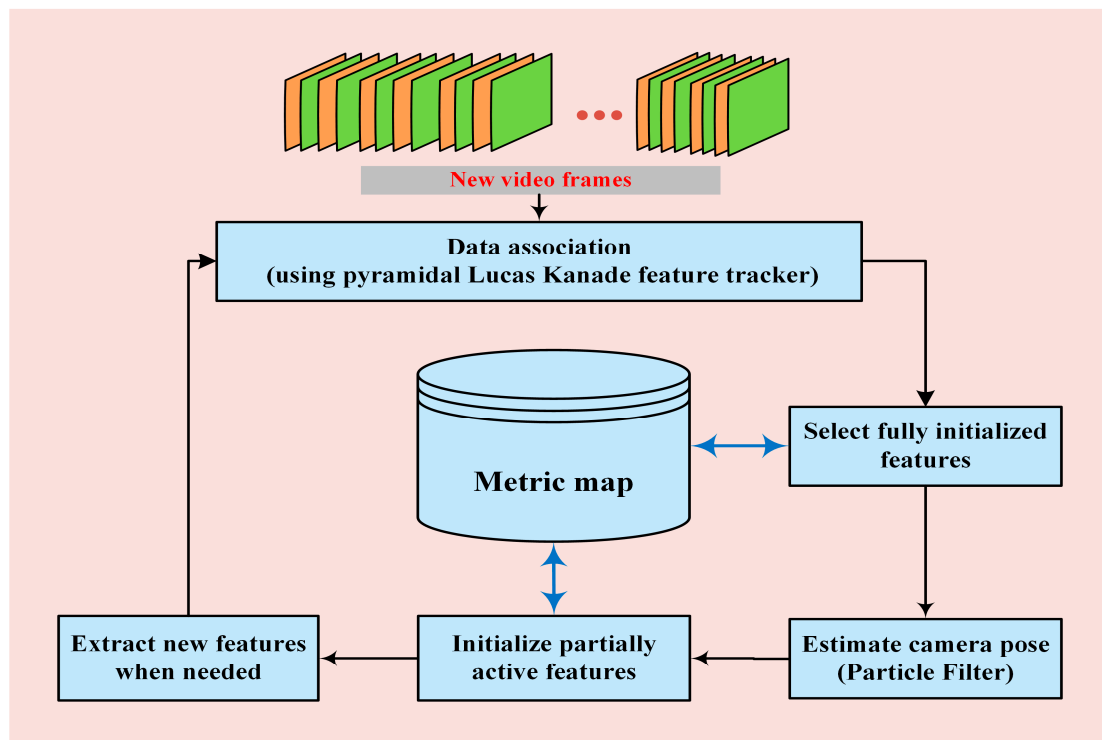 New video frames
Data association
(using pyramidal Lucas Kanade feature tracker)
Select fully initialized
features
Metric map
Extract new features
when needed
Initialize partially
active features
Estimate camera pose
(Particle Filter)